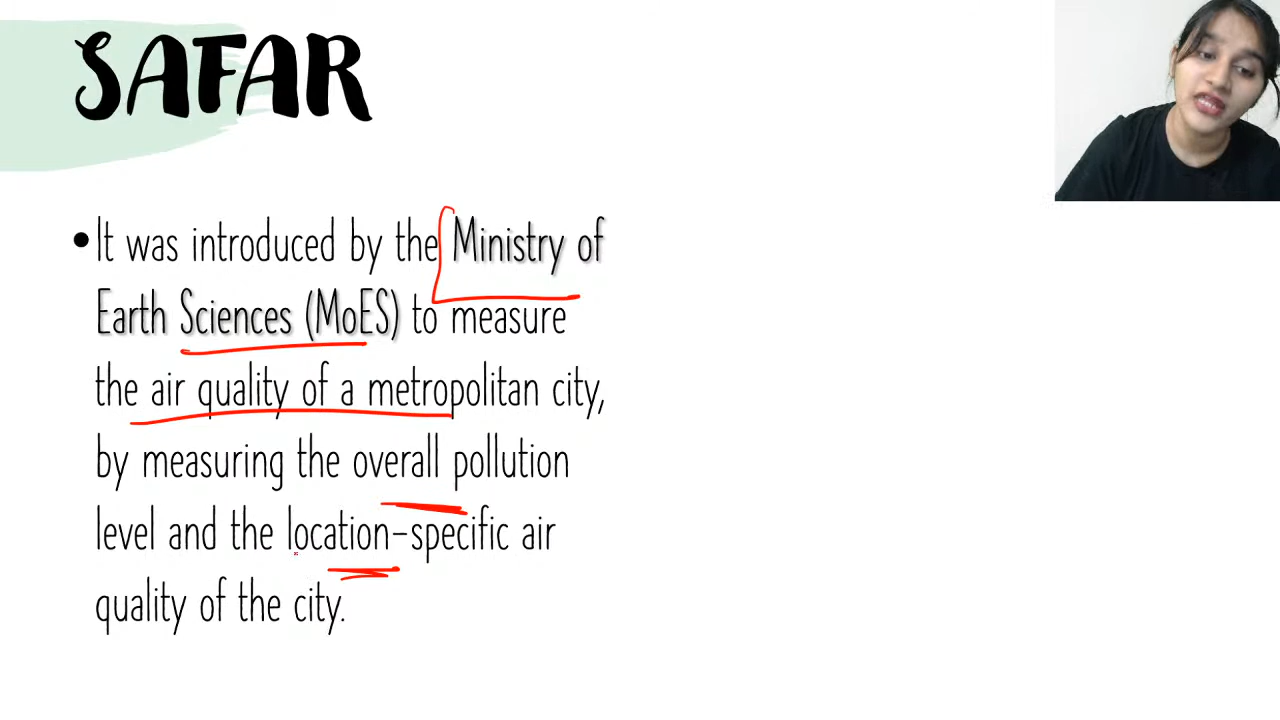 SAFAR
•It was introduced by the Ministry of
Earth Sciences (MoES) to measure
the air quality of a metropolitan city,
by measuring the overall pollution
level and the location-specific air
quality of the city.